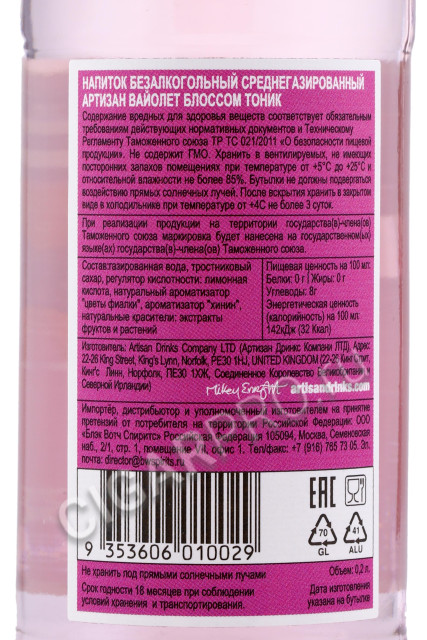 НАПИТОК БЕЗАЛКОГОЛЬНЫЙ СРЕДНЕГАЗИРОВАННЫЙ
АРТИЗАН ВАЙОЛЕТ БЛОССОМ ТОНИК
Содержание вредных для здоровья веществ соответствует обязательным
требованиям действующих нормативных документов и Техническому
Регламенту Таможенного союза ТР ТС 021/2011 «О безопасности пищевой
продукции». Не содержит ГМО. Хранить в вентилируемых, не имеющих
посторонних запахов помещениях при температуре от +5°С до +25°С и
относительной влажности не более 85%. Бутылки не должны подвергаться
воздействию прямых солнечных лучей. После вскрытия хранить в закрытом
виде в холодильнике при температуре от +4С не более 3 суток.
При реализации продукции на территории государства(в)-члена(ов)
Таможенного союза маркировка будет нанесена на государственном(ых)
языке(ах) государства(в)-члена(ов) Таможенного союза.
Состав:газированная вода, тростниковый
сахар, регулятор кислотности: лимонная
кислота, натуральный ароматизатор
"цветы фиалки", ароматизатор "хинин",
натуральные красители: экстракты
фруктов и растений
Пищевая ценность на 100 мл:
Белки: 0 г | Жиры: 0 г
Углеводы: 8г
Энергетическая ценность
(калорийность) на 100 мл:
142кДж (32 Ккал)
Изготовитель: Artisan Drinks Company LTD (Артизан Дринкс Компани ЛТД), Адрес:
22-26 King Street, King's Lynn, Norfolk, PE30 1HJ, UNITED KINGDOM (22-26 Кинг Стрит,
Кинг'с Линн, Норфолк, ПЕ30 1ХЖ, Соединенное Королевство Великобритании и
Северной Ирландии)
artisandrinks.com
Импортёр, дистрибьютор и уполномоченный изготовителем на принятие
претензий от потребителя на территории Российской Федерации: ООО
«Блэк Вотч Спиритс» Российская Федерация 105094, Москва, Семеновская
наб., 2/1, стр. 1, помещение VII, офис 1. Тел/факс: +7 (916) 765 73 05. Эл.
почта: director@bwspirits.ru
EAC
70
GL
41
ALU
9 353606 010029
Не хранить под прямыми солнечными лучами
Объем: 0,2 л.
Срок годности 18 месяцев при соблюдении
условий хранения и транспортирования.
Дата изготовления
указана на бутылке
CIGARPRO.RU